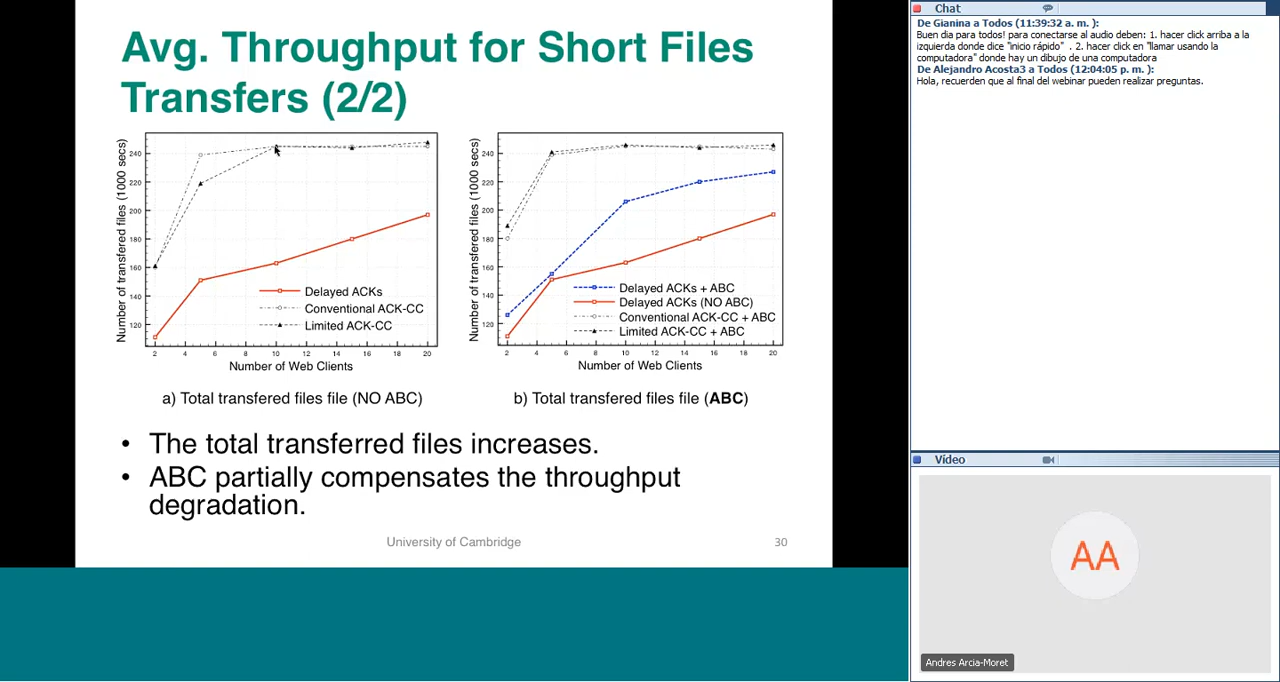 Avg. Throughput for Short Files
Transfers (2/2)
Number of transfered files (1000 secs)
240
220
200
180
160
140
120
2 4 6 8 10 12 14 16 18 20
Number of Web Clients
Delayed ACKs
Conventional ACK-CC
Limited ACK-CC
a) Total transfered files file (NO ABC)
Number of transfered files (1000 secs)
240
220
200
180
160
140
120
2 4 6 8 10 12 14 16 18 20
Number of Web Clients
Delayed ACKs + ABC
Delayed ACKs (NO ABC)
Conventional ACK-CC + ABC
Limited ACK-CC + ABC
b) Total transfered files file (ABC)
• The total transferred files increases.
• ABC partially compensates the throughput
degradation.
University of Cambridge
30
Chat
De Gianina a Todos (11:39:32 a. m. ):
Buen dia para todos! para conectarse al audio deben: 1. hacer click arriba a la
izquierda donde dice "inicio rápido" . 2. hacer click en "llamar usando la
computadora" donde hay un dibujo de una computadora
De Alejandro Acosta3 a Todos (12:04:05 p. m. ):
Hola, recuerden que al final del webinar pueden realizar preguntas.
Vídeo
AA
Andres Arcia-Moret